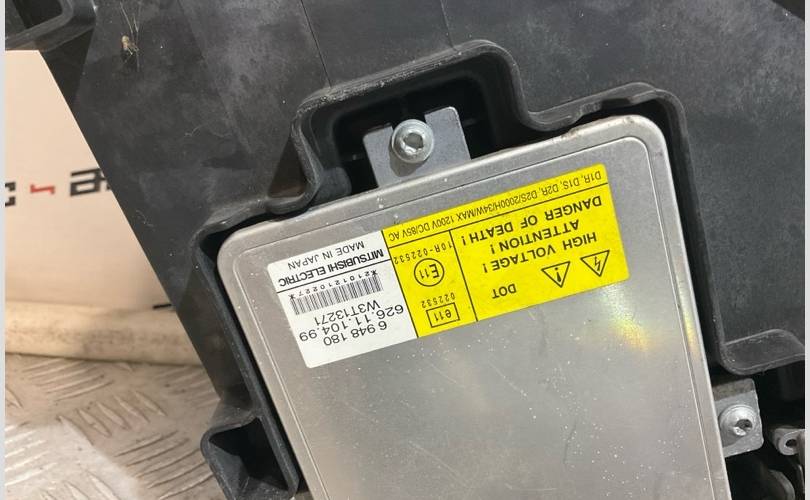 6 948 180
626.11.104.99
W3T13271
*210121022?*
MITSUBISHI ELECTRIC
MADE IN JAPAN
e11
022532
E11
10R-022532
DOT
HIGH VOLTAGE!
ATTENTION!
DANGER OF DEATH!
D1R, D1S, D2R, D2S/2000H/34W/MAX 1200V DC/85V AC